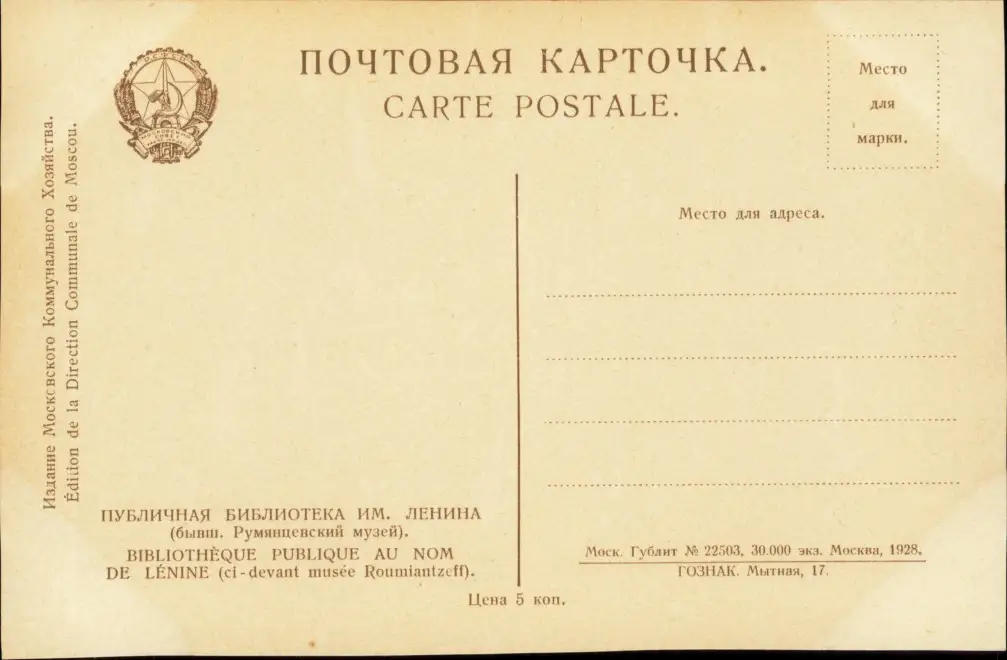 ПОЧТОВАЯ КАРТОЧКА.
CARTE POSTALE.
Р.С.Ф.С.Р.
МОСКОВСКИЙ
СОВЕТ
Место
для
марки.
Издание Московского Коммунального Хозяйства.
Édition de la Direction Communale de Moscou.
Место для адреса.
ПУБЛИЧНАЯ БИБЛИОТЕКА ИМ. ЛЕНИНА
(бывш. Румянцевский музей).
BIBLIOTHÈQUE PUBLIQUE AU NOM
DE LÉNINE (ci-devant musée Roumiantzeff).
Моск. Гублит № 22503, 30.000 экз. Москва, 1928.
ГОЗНАК. Мытная, 17.
Цена 5 коп.